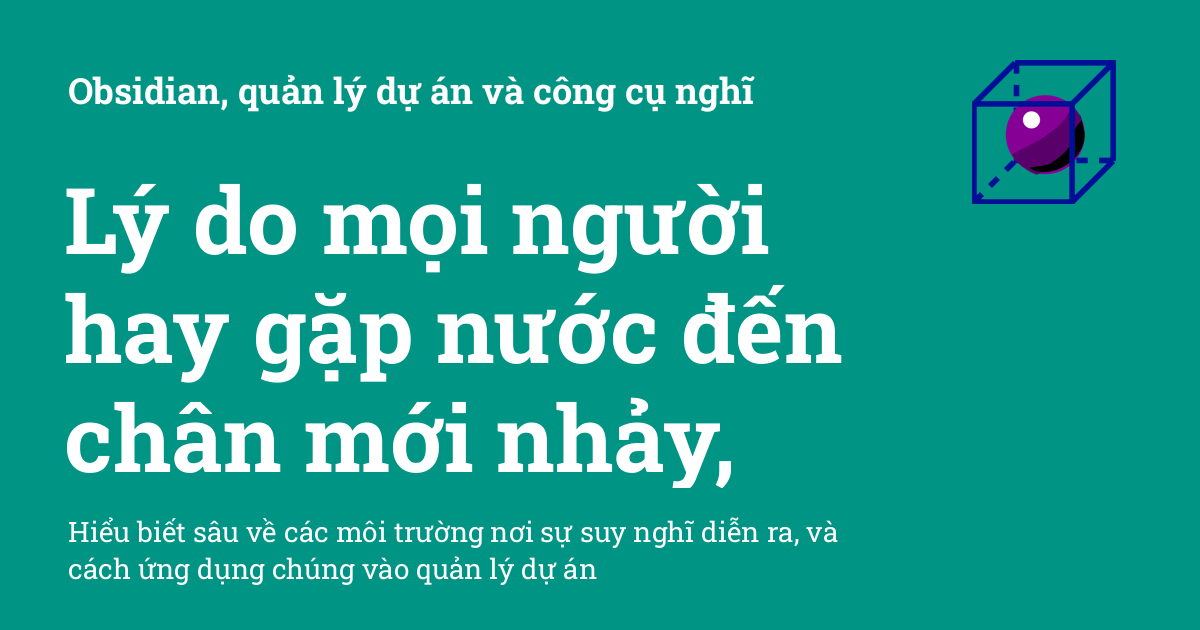 Obsidian, quản lý dự án và công cụ nghĩ
Lý do mọi người
hay gặp nước đến
chân mới nhảy,
Hiểu biết sâu về các môi trường nơi sự suy nghĩ diễn ra, và
cách ứng dụng chúng vào quản lý dự án